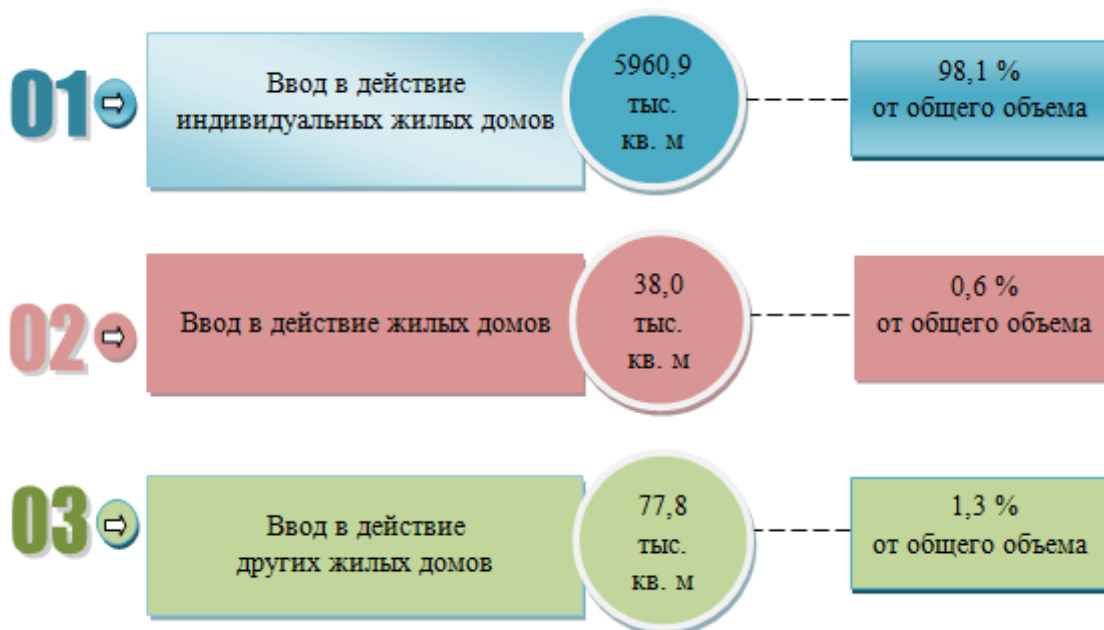 01
Ввод в действие
индивидуальных жилых домов
5960,9
тыс.
кв. м
98,1 %
от общего объема
02
Ввод в действие жилых домов
38,0
тыс.
кв. м
0,6 %
от общего объема
03
Ввод в действие
других жилых домов
77,8
тыс.
кв. м
1,3 %
от общего объема